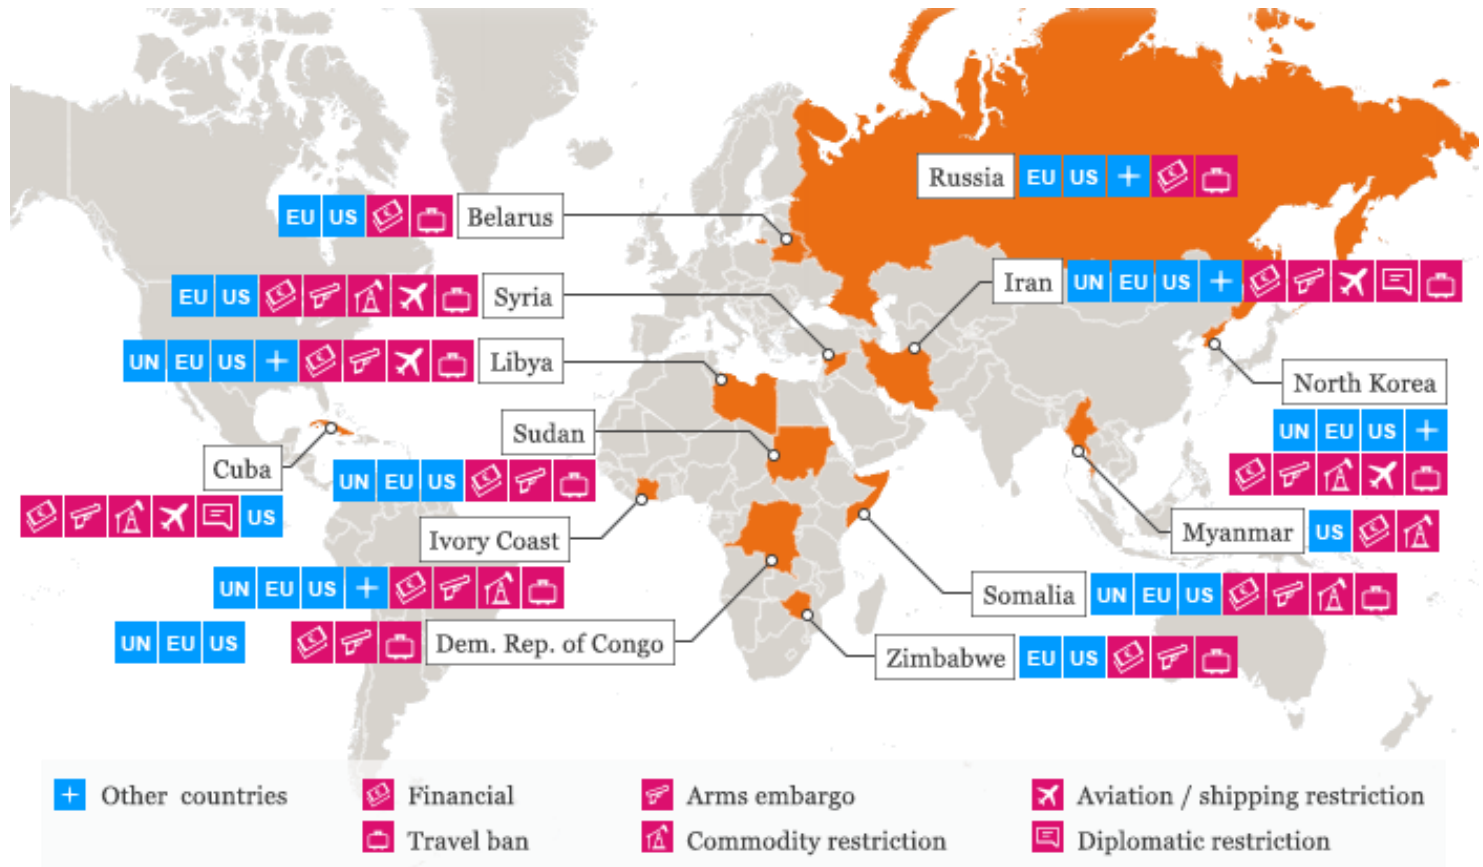 Russia EU US +
EU US Belarus
EU US Syria
Iran UN EU US +
UN EU US + Libya
North Korea
UN EU US +
Sudan
UN EU US
Cuba
US
Ivory Coast
UN EU US +
Myanmar US
Somalia UN EU US
UN EU US Dem. Rep. of Congo
Zimbabwe EU US
+ Other countries
Financial
Arms embargo
Aviation / shipping restriction
Travel ban
Commodity restriction
Diplomatic restriction